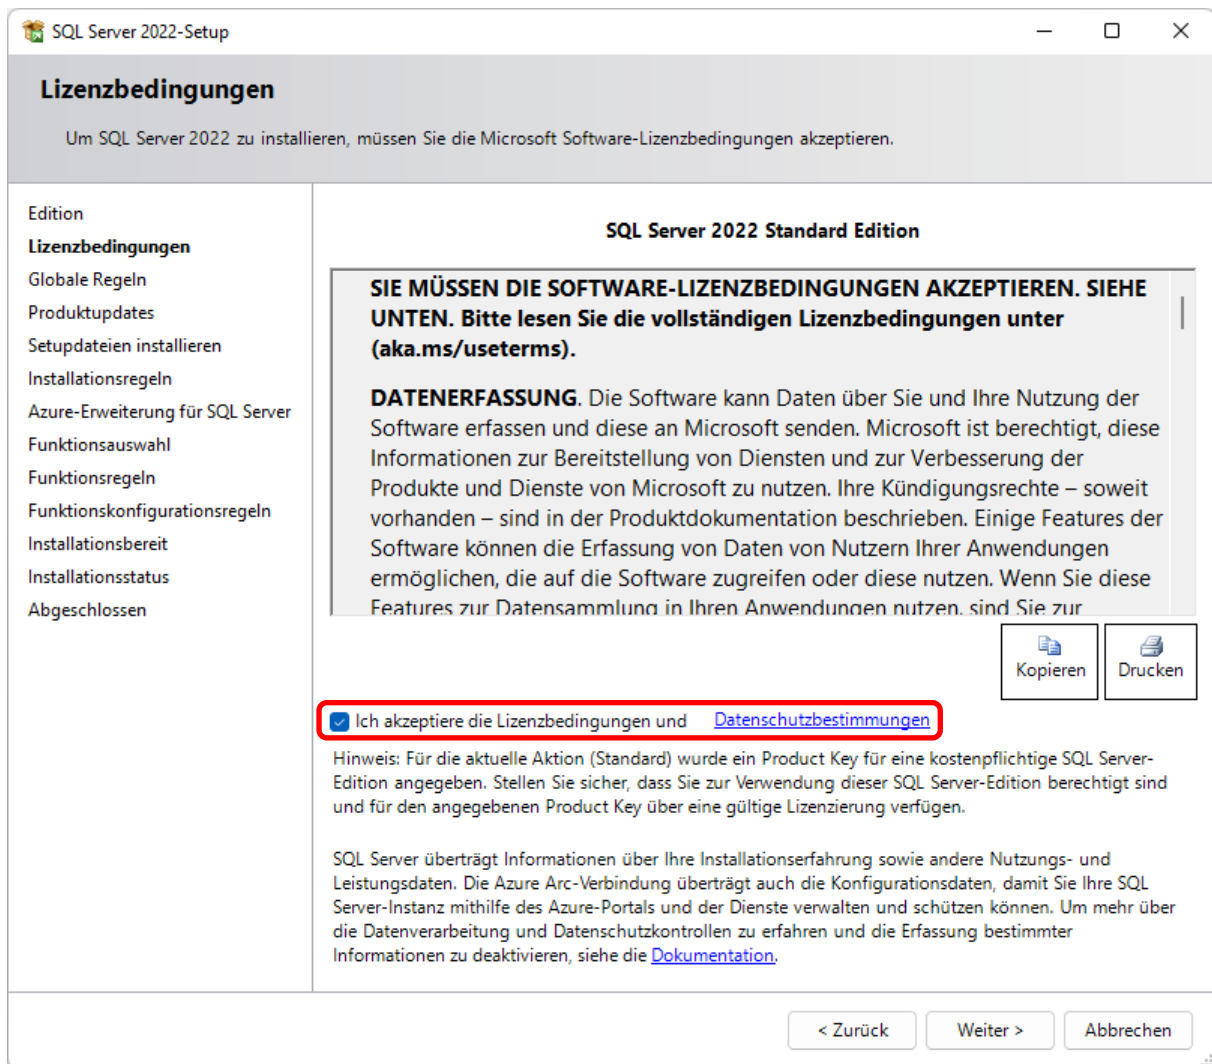 SQL Server 2022-Setup
Lizenzbedingungen
Um SQL Server 2022 zu installieren, müssen Sie die Microsoft Software-Lizenzbedingungen akzeptieren.
Edition
Lizenzbedingungen
Globale Regeln
Produktupdates
Setupdateien installieren
Installationsregeln
Azure-Erweiterung für SQL Server
Funktionsauswahl
Funktionsregeln
Funktionskonfigurationsregeln
Installationsbereit
Installationsstatus
Abgeschlossen
SQL Server 2022 Standard Edition
SIE MÜSSEN DIE SOFTWARE-LIZENZBEDINGUNGEN AKZEPTIEREN. SIEHE
UNTEN. Bitte lesen Sie die vollständigen Lizenzbedingungen unter
(aka.ms/useterms).
DATENERFASSUNG. Die Software kann Daten über Sie und Ihre Nutzung der
Software erfassen und diese an Microsoft senden. Microsoft ist berechtigt, diese
Informationen zur Bereitstellung von Diensten und zur Verbesserung der
Produkte und Dienste von Microsoft zu nutzen. Ihre Kündigungsrechte – soweit
vorhanden – sind in der Produktdokumentation beschrieben. Einige Features der
Software können die Erfassung von Daten von Nutzern Ihrer Anwendungen
ermöglichen, die auf die Software zugreifen oder diese nutzen. Wenn Sie diese
Features zur Datensammlung in Ihren Anwendungen nutzen, sind Sie zur
Kopieren
Drucken
Ich akzeptiere die Lizenzbedingungen und Datenschutzbestimmungen
Hinweis: Für die aktuelle Aktion (Standard) wurde ein Product Key für eine kostenpflichtige SQL Server-
Edition angegeben. Stellen Sie sicher, dass Sie zur Verwendung dieser SQL Server-Edition berechtigt sind
und für den angegebenen Product Key über eine gültige Lizenzierung verfügen.
SQL Server überträgt Informationen über Ihre Installationserfahrung sowie andere Nutzungs- und
Leistungsdaten. Die Azure Arc-Verbindung überträgt auch die Konfigurationsdaten, damit Sie Ihre SQL
Server-Instanz mithilfe des Azure-Portals und der Dienste verwalten und schützen können. Um mehr über
die Datenverarbeitung und Datenschutzkontrollen zu erfahren und die Erfassung bestimmter
Informationen zu deaktivieren, siehe die Dokumentation.
< Zurück
Weiter >
Abbrechen